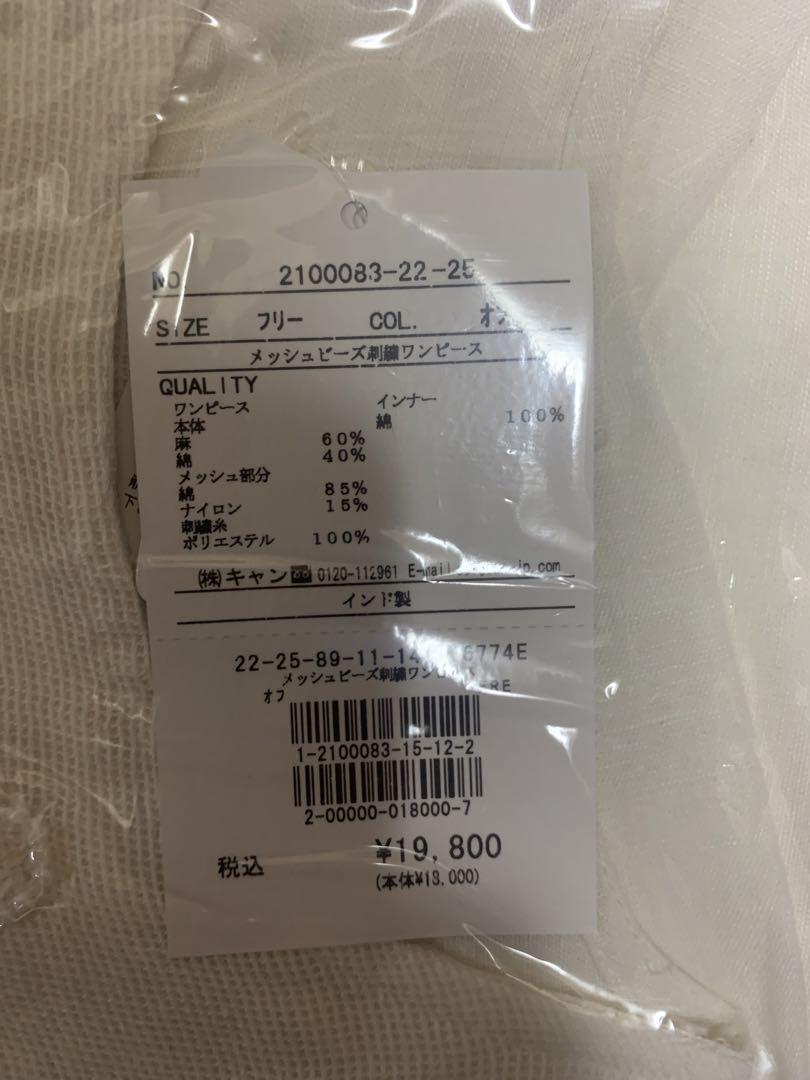 No 2100083-22-25
SIZE フリー COL. オフ
メッシュビーズ刺繍ワンピース
QUALITY
ワンピース インナー
本体 綿 100%
麻 60%
綿 40%
メッシュ部分
綿 85%
ナイロン 15%
刺繍糸
ポリエステル 100%
(株)キャン 0120-112961 E-mail
インド製
22-25-89-11-14 6774E
メッシュビーズ刺繍ワン
オフ
1-2100083-15-12-2
2-00000-018000-7
¥19,800
税込
(本体¥18,000)